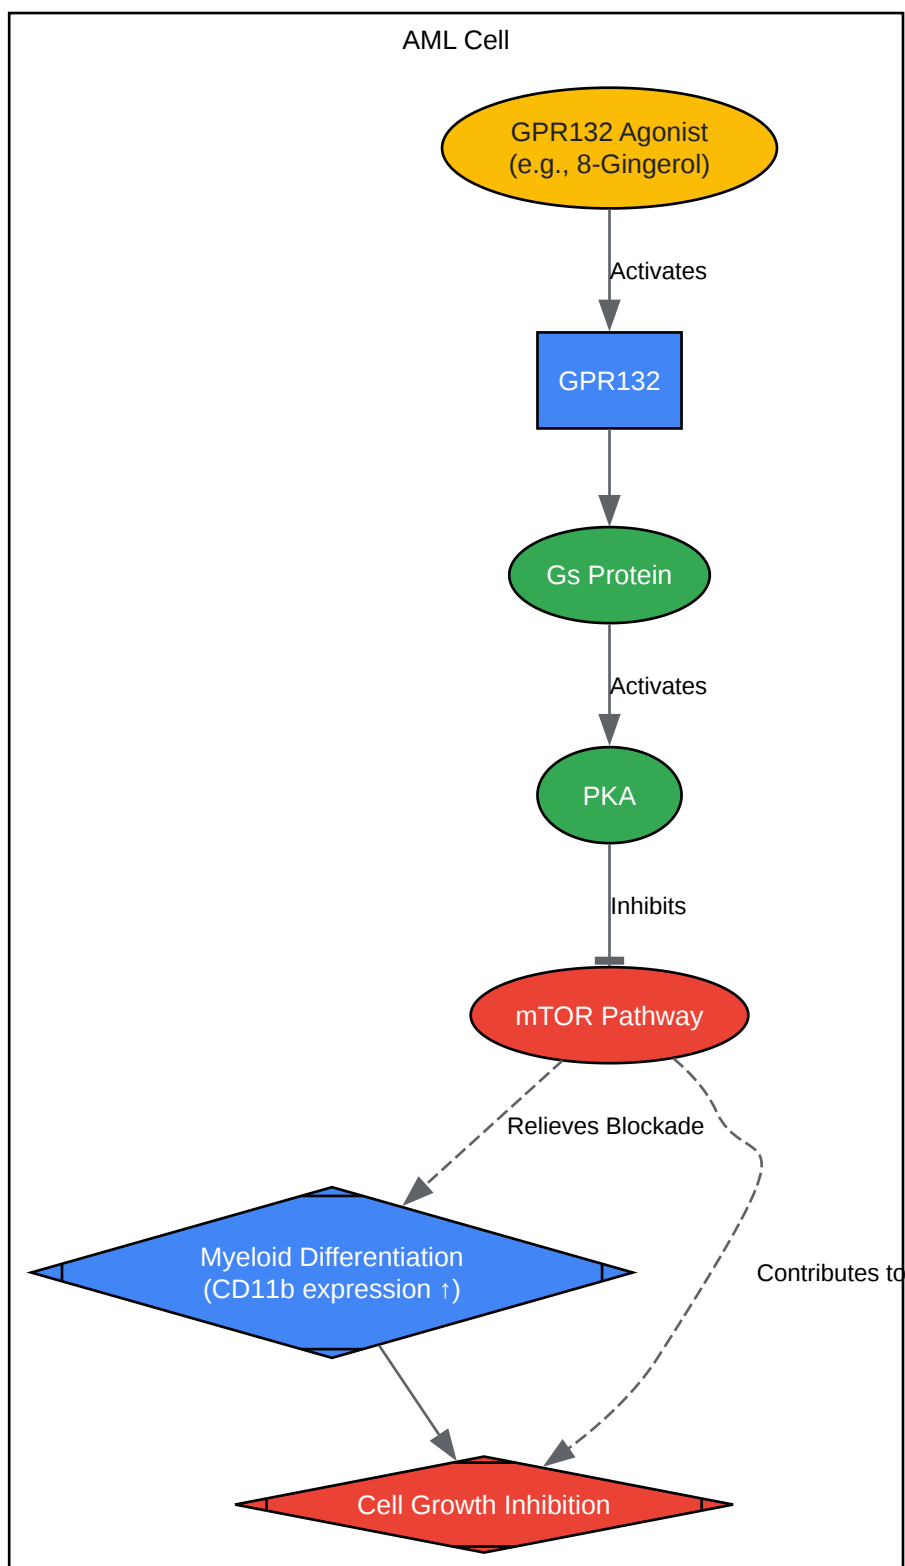 AML Cell
GPR132 Agonist
(e.g., 8-Gingerol)
Activates
GPR132
Gs Protein
Activates
PKA
Inhibits
mTOR Pathway
Relieves Blockade
Myeloid Differentiation
(CD11b expression ↑)
Contributes to
Cell Growth Inhibition